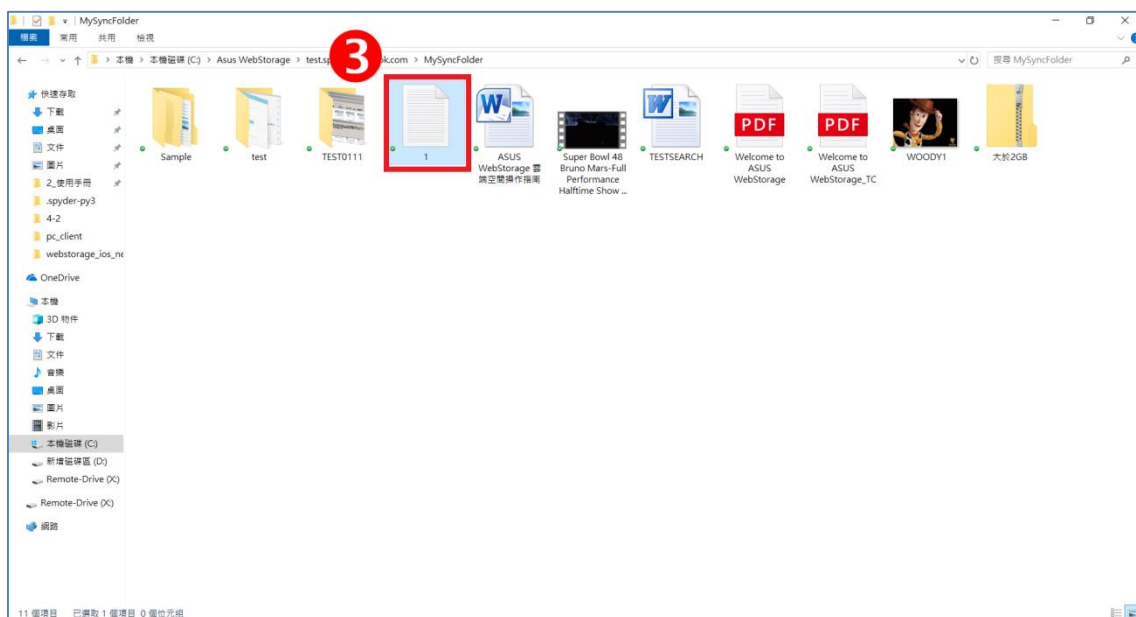 MySyncFolder
檔案 常用 共用 檢視
本機 > 本機磁碟 (C:) > Asus WebStorage > test.sp k.com > MySyncFolder
搜尋 MySyncFolder
3
快速存取
下載
桌面
文件
圖片
2_使用手冊
.spyder-py3
4-2
pc_client
webstorage_ios_ne
OneDrive
本機
3D 物件
下載
文件
音樂
桌面
圖片
影片
本機磁碟 (C:)
新增磁碟區 (D:)
Remote-Drive (X:)
Remote-Drive (X:)
網路
Sample
test
TEST0111
1
ASUS
WebStorage 雲
端空間操作指南
Super Bowl 48
Bruno Mars-Full
Performance
Halftime Show ...
TESTSEARCH
PDF
Welcome to
ASUS
WebStorage
PDF
Welcome to
ASUS
WebStorage_TC
WOODY1
大於2GB
11 個項目 已選取 1 個項目 0 個位元組